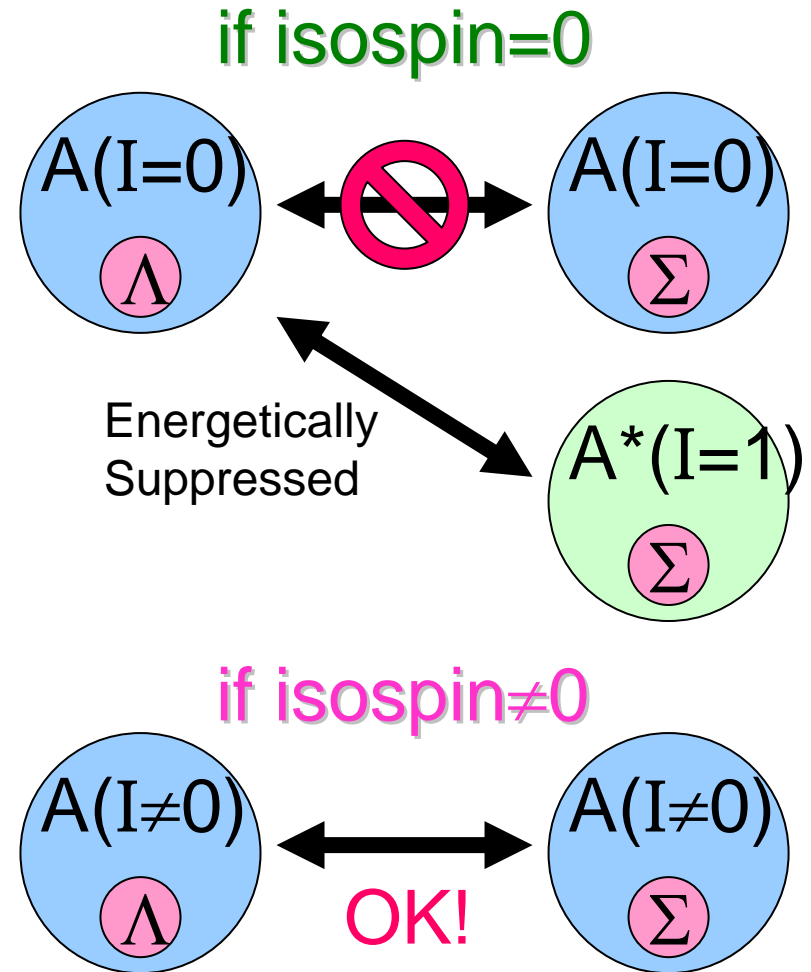 if isospin=0
A(I=0)
A(I=0)
Λ
Σ
Energetically
Suppressed
A*(I=1)
Σ
if isospin≠0
A(I≠0)
A(I≠0)
Λ
OK!
Σ